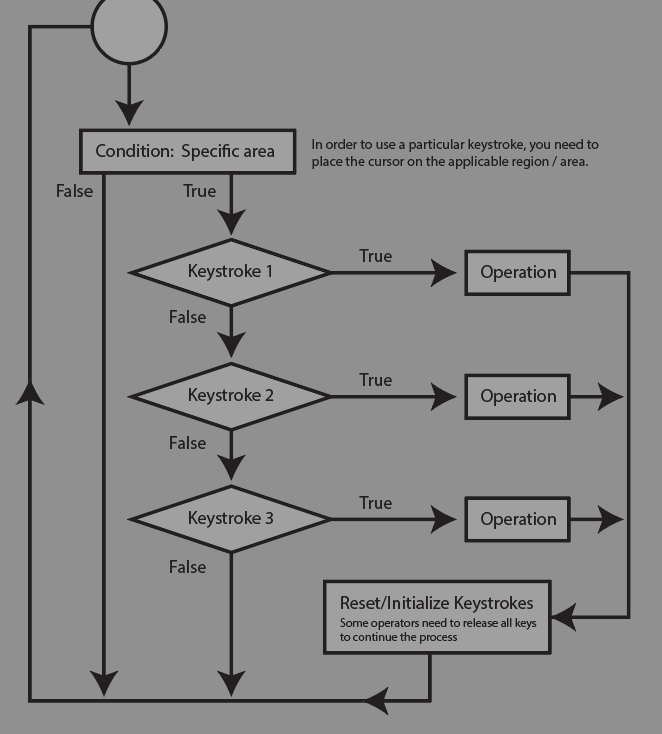 Condition:  Specific area
In order to use a particular keystroke, you need to
place the cursor on the applicable region / area.
False
True
Keystroke 1
True
Operation
False
Keystroke 2
True
Operation
False
Keystroke 3
True
Operation
False
Reset/Initialize Keystrokes
Some operators need to release all keys
to continue the process